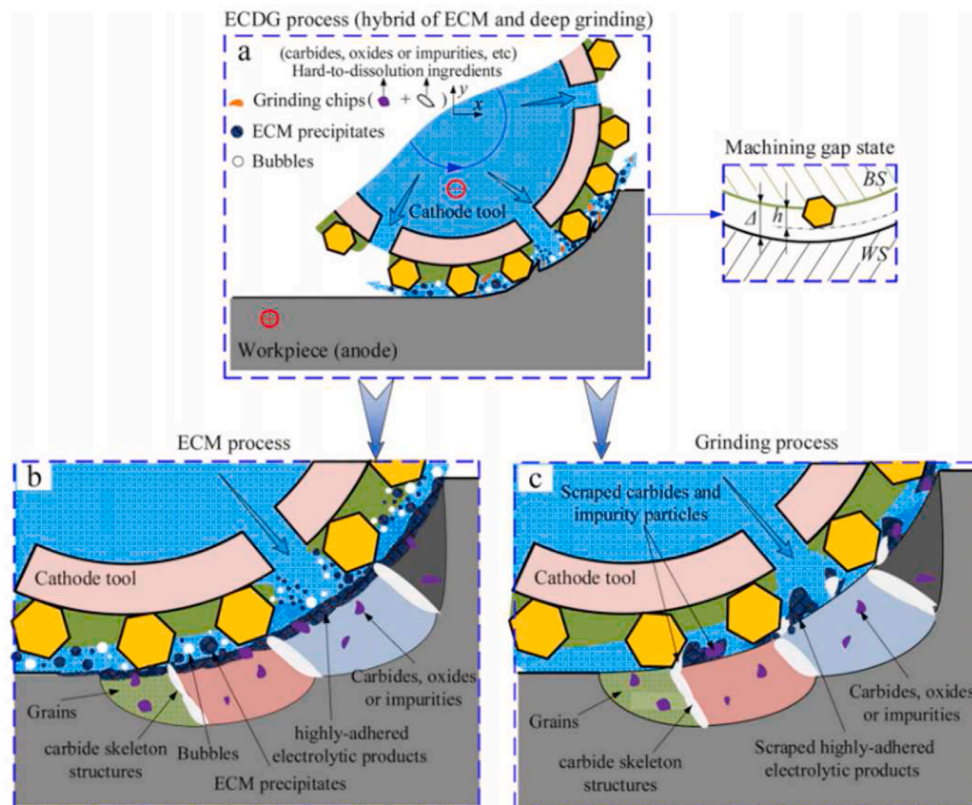 ECDG process (hybrid of ECM and deep grinding)
a
(carbides, oxides or impurities, etc)
Hard-to-dissolution ingredients
Grinding chips( + )
y
x
ECM precipitates
Bubbles
Cathode tool
Workpiece (anode)
Machining gap state
BS
Δ
h
WS
ECM process
b
Cathode tool
Grains
carbide skeleton
structures
Bubbles
ECM precipitates
highly-adhered
electrolytic products
Carbides, oxides
or impurities
Grinding process
c
Scraped carbides and
impurity particles
Cathode tool
Grains
carbide skeleton
structures
Scraped highly-adhered
electrolytic products
Carbides, oxides
or impurities